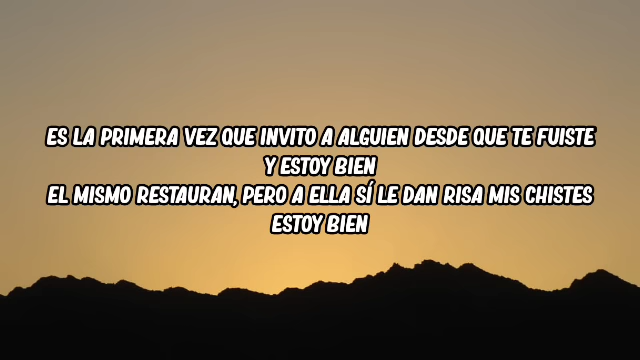 ES LA PRIMERA VEZ QUE INVITO A ALGUIEN DESDE QUE TE FUISTE
Y ESTOY BIEN
EL MISMO RESTAURAN, PERO A ELLA SÍ LE DAN RISA MIS CHISTES
ESTOY BIEN